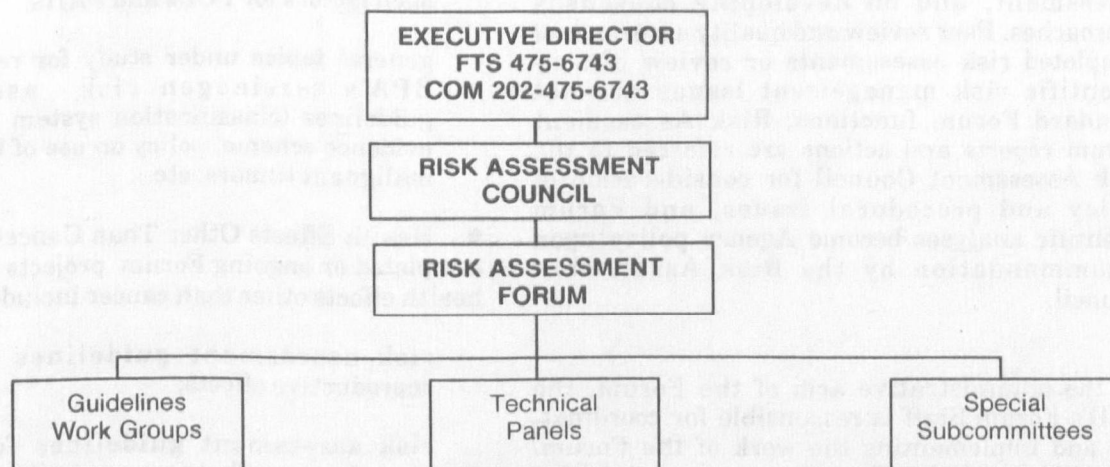 EXECUTIVE DIRECTOR
FTS 475-6743
COM 202-475-6743
RISK ASSESSMENT
COUNCIL
RISK ASSESSMENT
FORUM
Guidelines
Work Groups
Technical
Panels
Special
Subcommittees